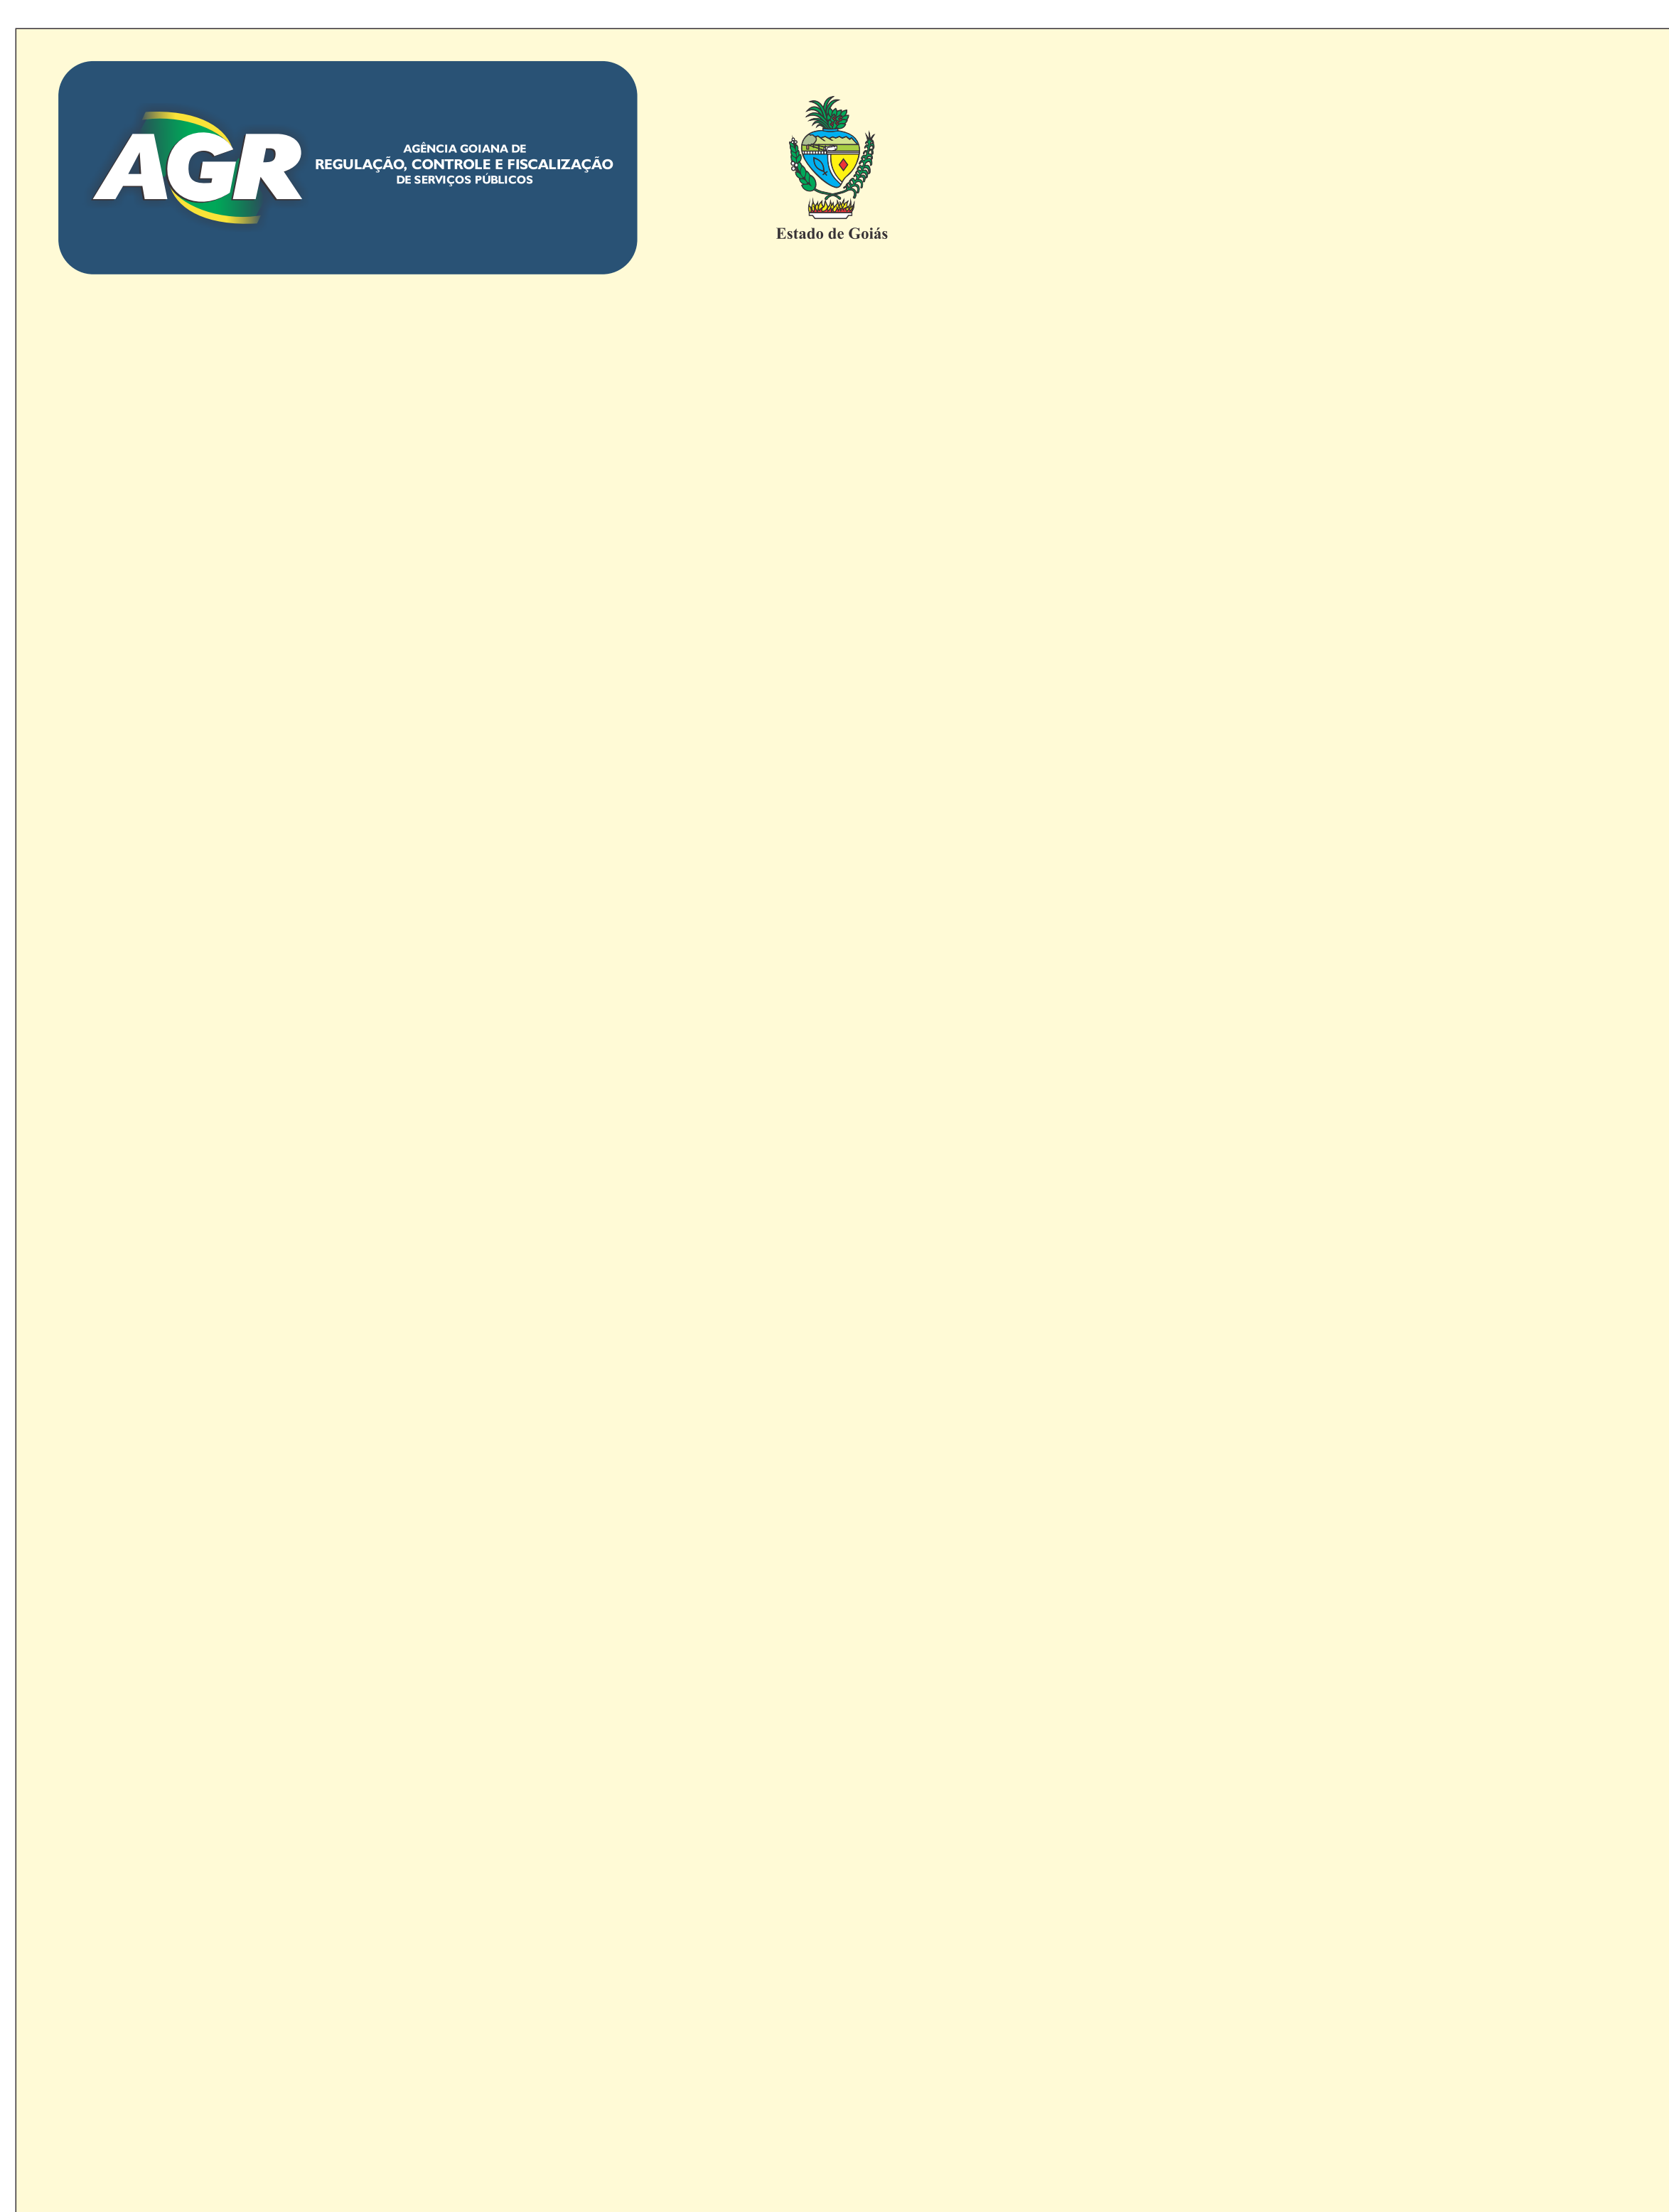 AGR
AGÊNCIA GOIANA DE
REGULAÇÃO, CONTROLE E FISCALIZAÇÃO
DE SERVIÇOS PÚBLICOS
Estado de Goiás